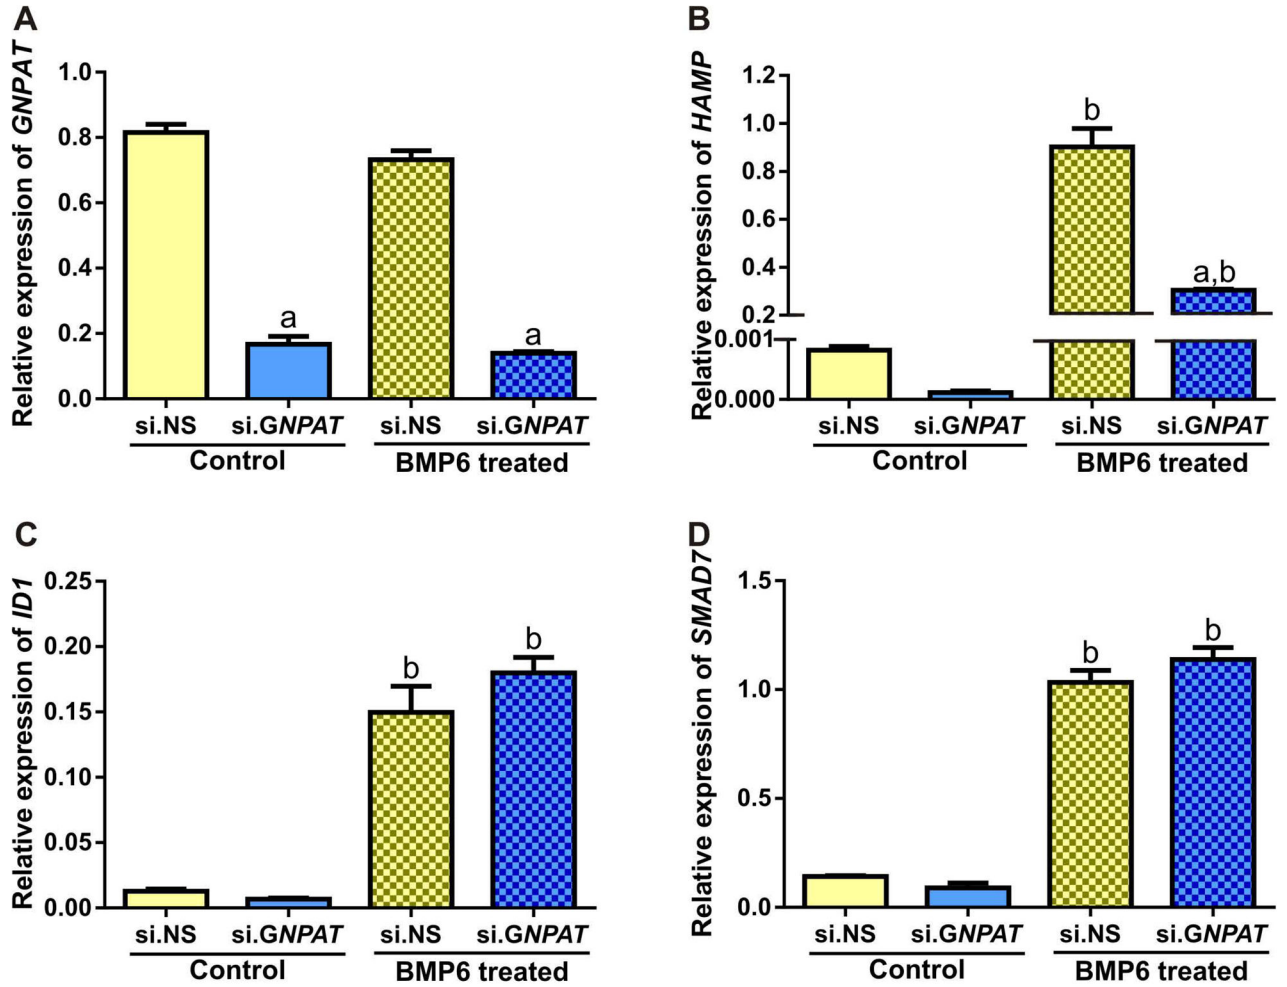 A
Relative expression of GNPAT
1.0
0.8
0.6
0.4
0.2
0.0
a
a
si.NS
si.GNPAT
si.NS
si.GNPAT
Control
BMP6 treated
B
Relative expression of HAMP
1.2
1.0
0.8
0.6
0.4
0.2
0.001
0.000
b
a,b
si.NS
si.GNPAT
si.NS
si.GNPAT
Control
BMP6 treated
C
Relative expression of ID1
0.25
0.20
0.15
0.10
0.05
0.00
b
b
si.NS
si.GNPAT
si.NS
si.GNPAT
Control
BMP6 treated
D
Relative expression of SMAD7
1.5
1.0
0.5
0.0
b
b
si.NS
si.GNPAT
si.NS
si.GNPAT
Control
BMP6 treated